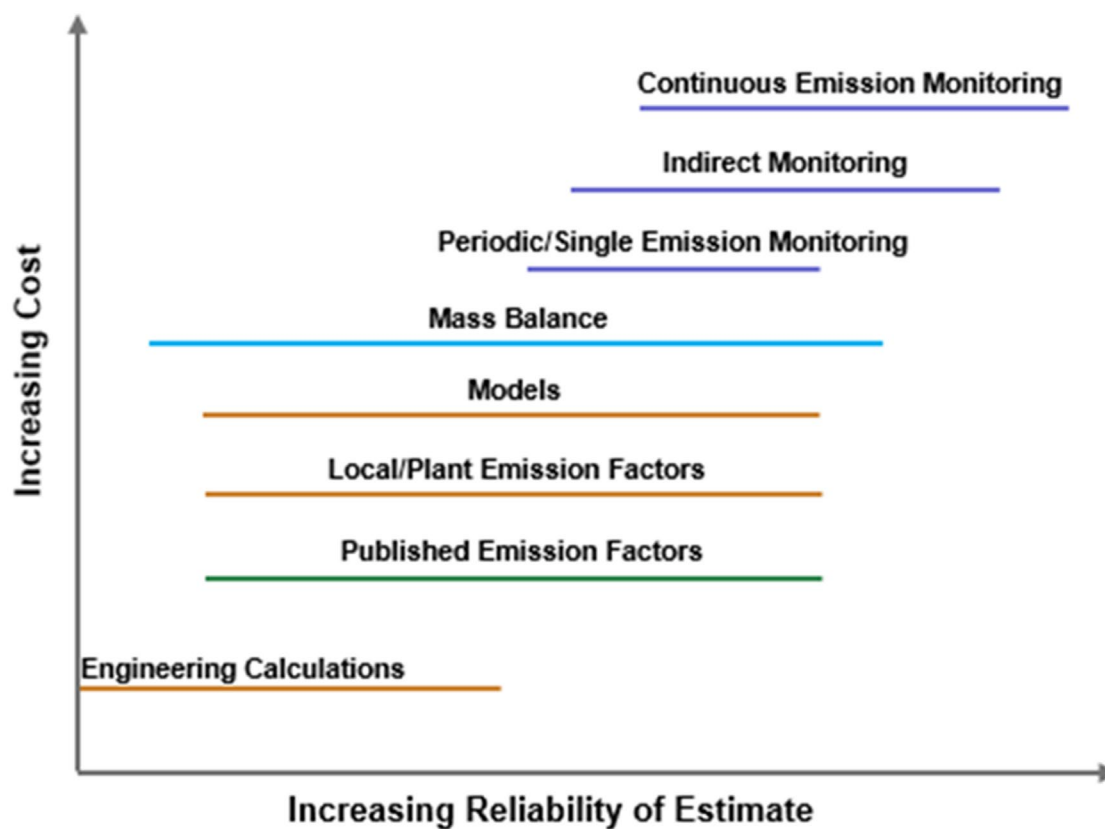 Continuous Emission Monitoring
Indirect Monitoring
Periodic/Single Emission Monitoring
Mass Balance
Models
Local/Plant Emission Factors
Published Emission Factors
Engineering Calculations
Increasing Cost
Increasing Reliability of Estimate